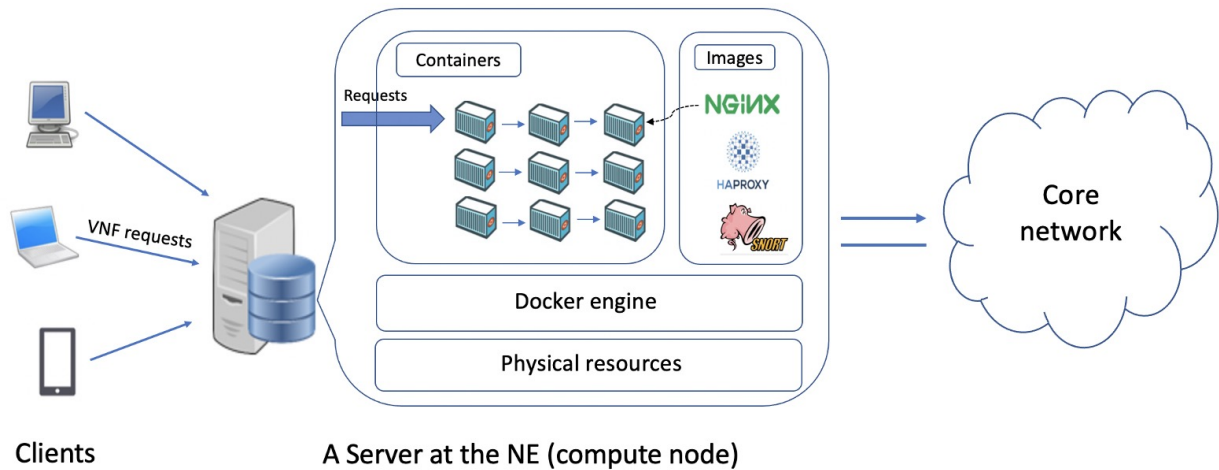 Containers
Images
Requests
NGINX
HAPROXY
SNORT
VNF requests
Core
network
Docker engine
Physical resources
Clients
A Server at the NE (compute node)